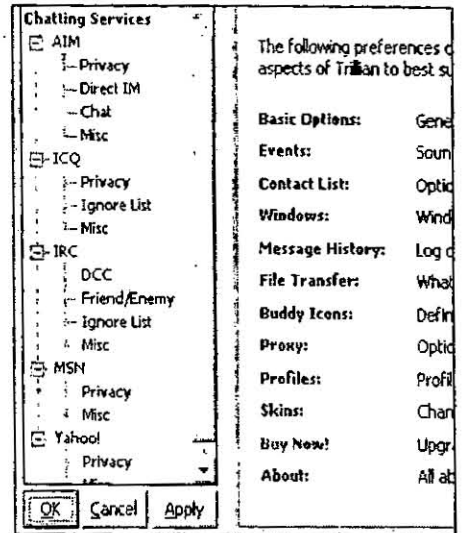 Chatting Services
AIM
Privacy
Direct IM
Chat
Misc
ICQ
Privacy
Ignore List
Misc
IRC
DCC
Friend/Enemy
Ignore List
Misc
MSN
Privacy
Misc
Yahoo!
Privacy
Misc
OK Cancel Apply
The following preferences c
aspects of Trillian to best su
Basic Options: Gene
Events: Soun
Contact List: Optic
Windows: Wind
Message History: Log c
File Transfer: What
Buddy Icons: Defin
Proxy: Optic
Profiles: Profil
Skins: Chan
Buy Now! Upgr
About: All ab